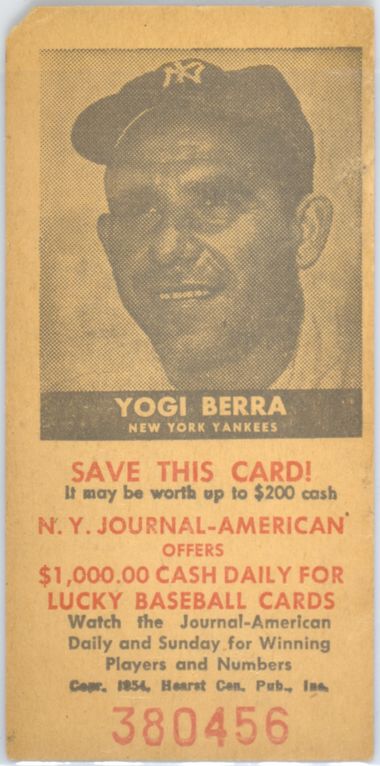 NY
YOGI BERRA
NEW YORK YANKEES
SAVE THIS CARD!
It may be worth up to $200 cash
N. Y. JOURNAL-AMERICAN
OFFERS
$1,000.00 CASH DAILY FOR
LUCKY BASEBALL CARDS
Watch the Journal-American
Daily and Sunday for Winning
Players and Numbers
Copr. 1954, Hearst Con. Pub., Inc.
380456